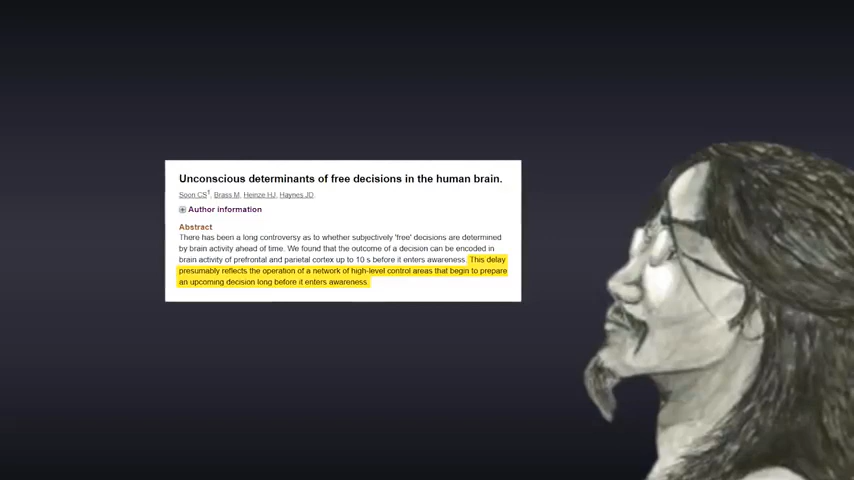 Unconscious determinants of free decisions in the human brain.
Soon CS1, Brass M, Heinze HJ, Haynes JD.
Author information
Abstract
There has been a long controversy as to whether subjectively 'free' decisions are determined
by brain activity ahead of time. We found that the outcome of a decision can be encoded in
brain activity of prefrontal and parietal cortex up to 10 s before it enters awareness. This delay
presumably reflects the operation of a network of high-level control areas that begin to prepare
an upcoming decision long before it enters awareness.